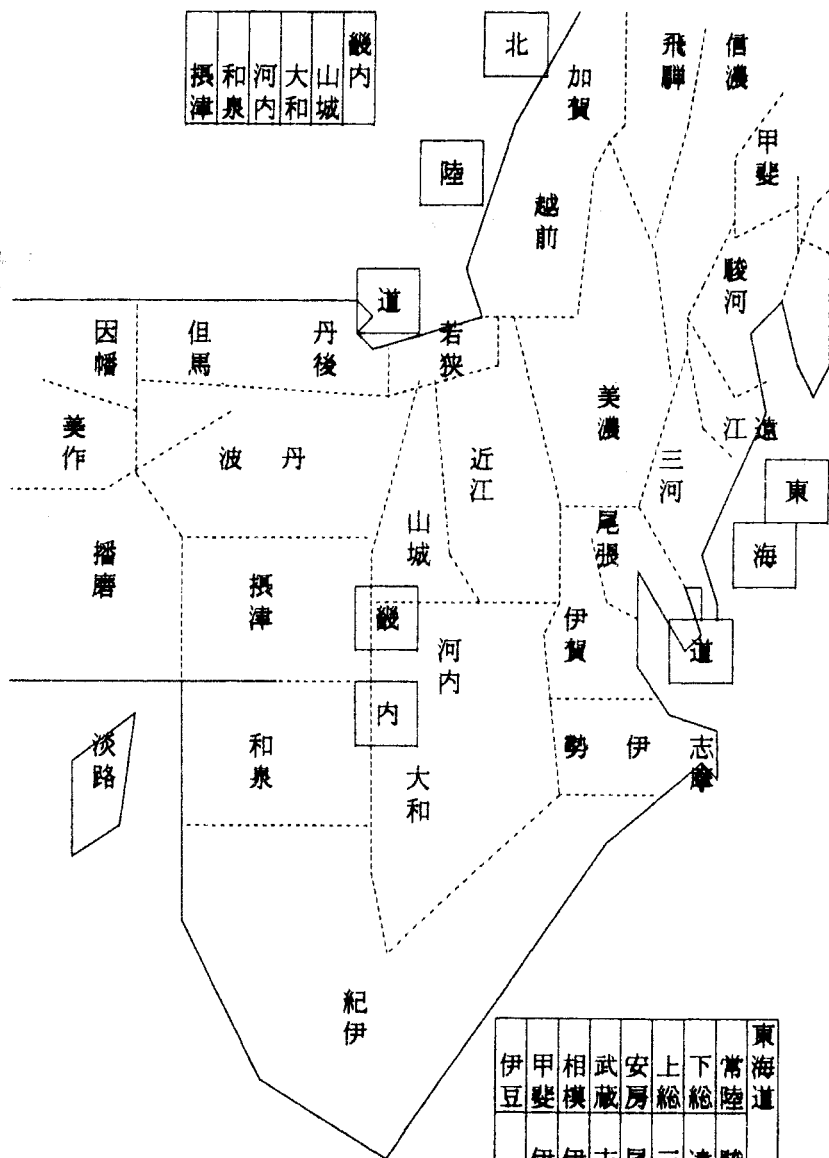 畿内
山城
大和
河内
和泉
摂津
北
陸
道
信濃
飛騨
加賀
甲斐
越前
駿河
若狭
丹後
但馬
因幡
美濃
遠江
三河
近江
丹波
美作
東
海
道
尾張
山城
摂津
播磨
畿
内
伊賀
河内
志摩
伊勢
大和
和泉
淡路
紀伊
東海道
常陸
下総
上総
安房
武蔵
相模
甲斐
伊豆